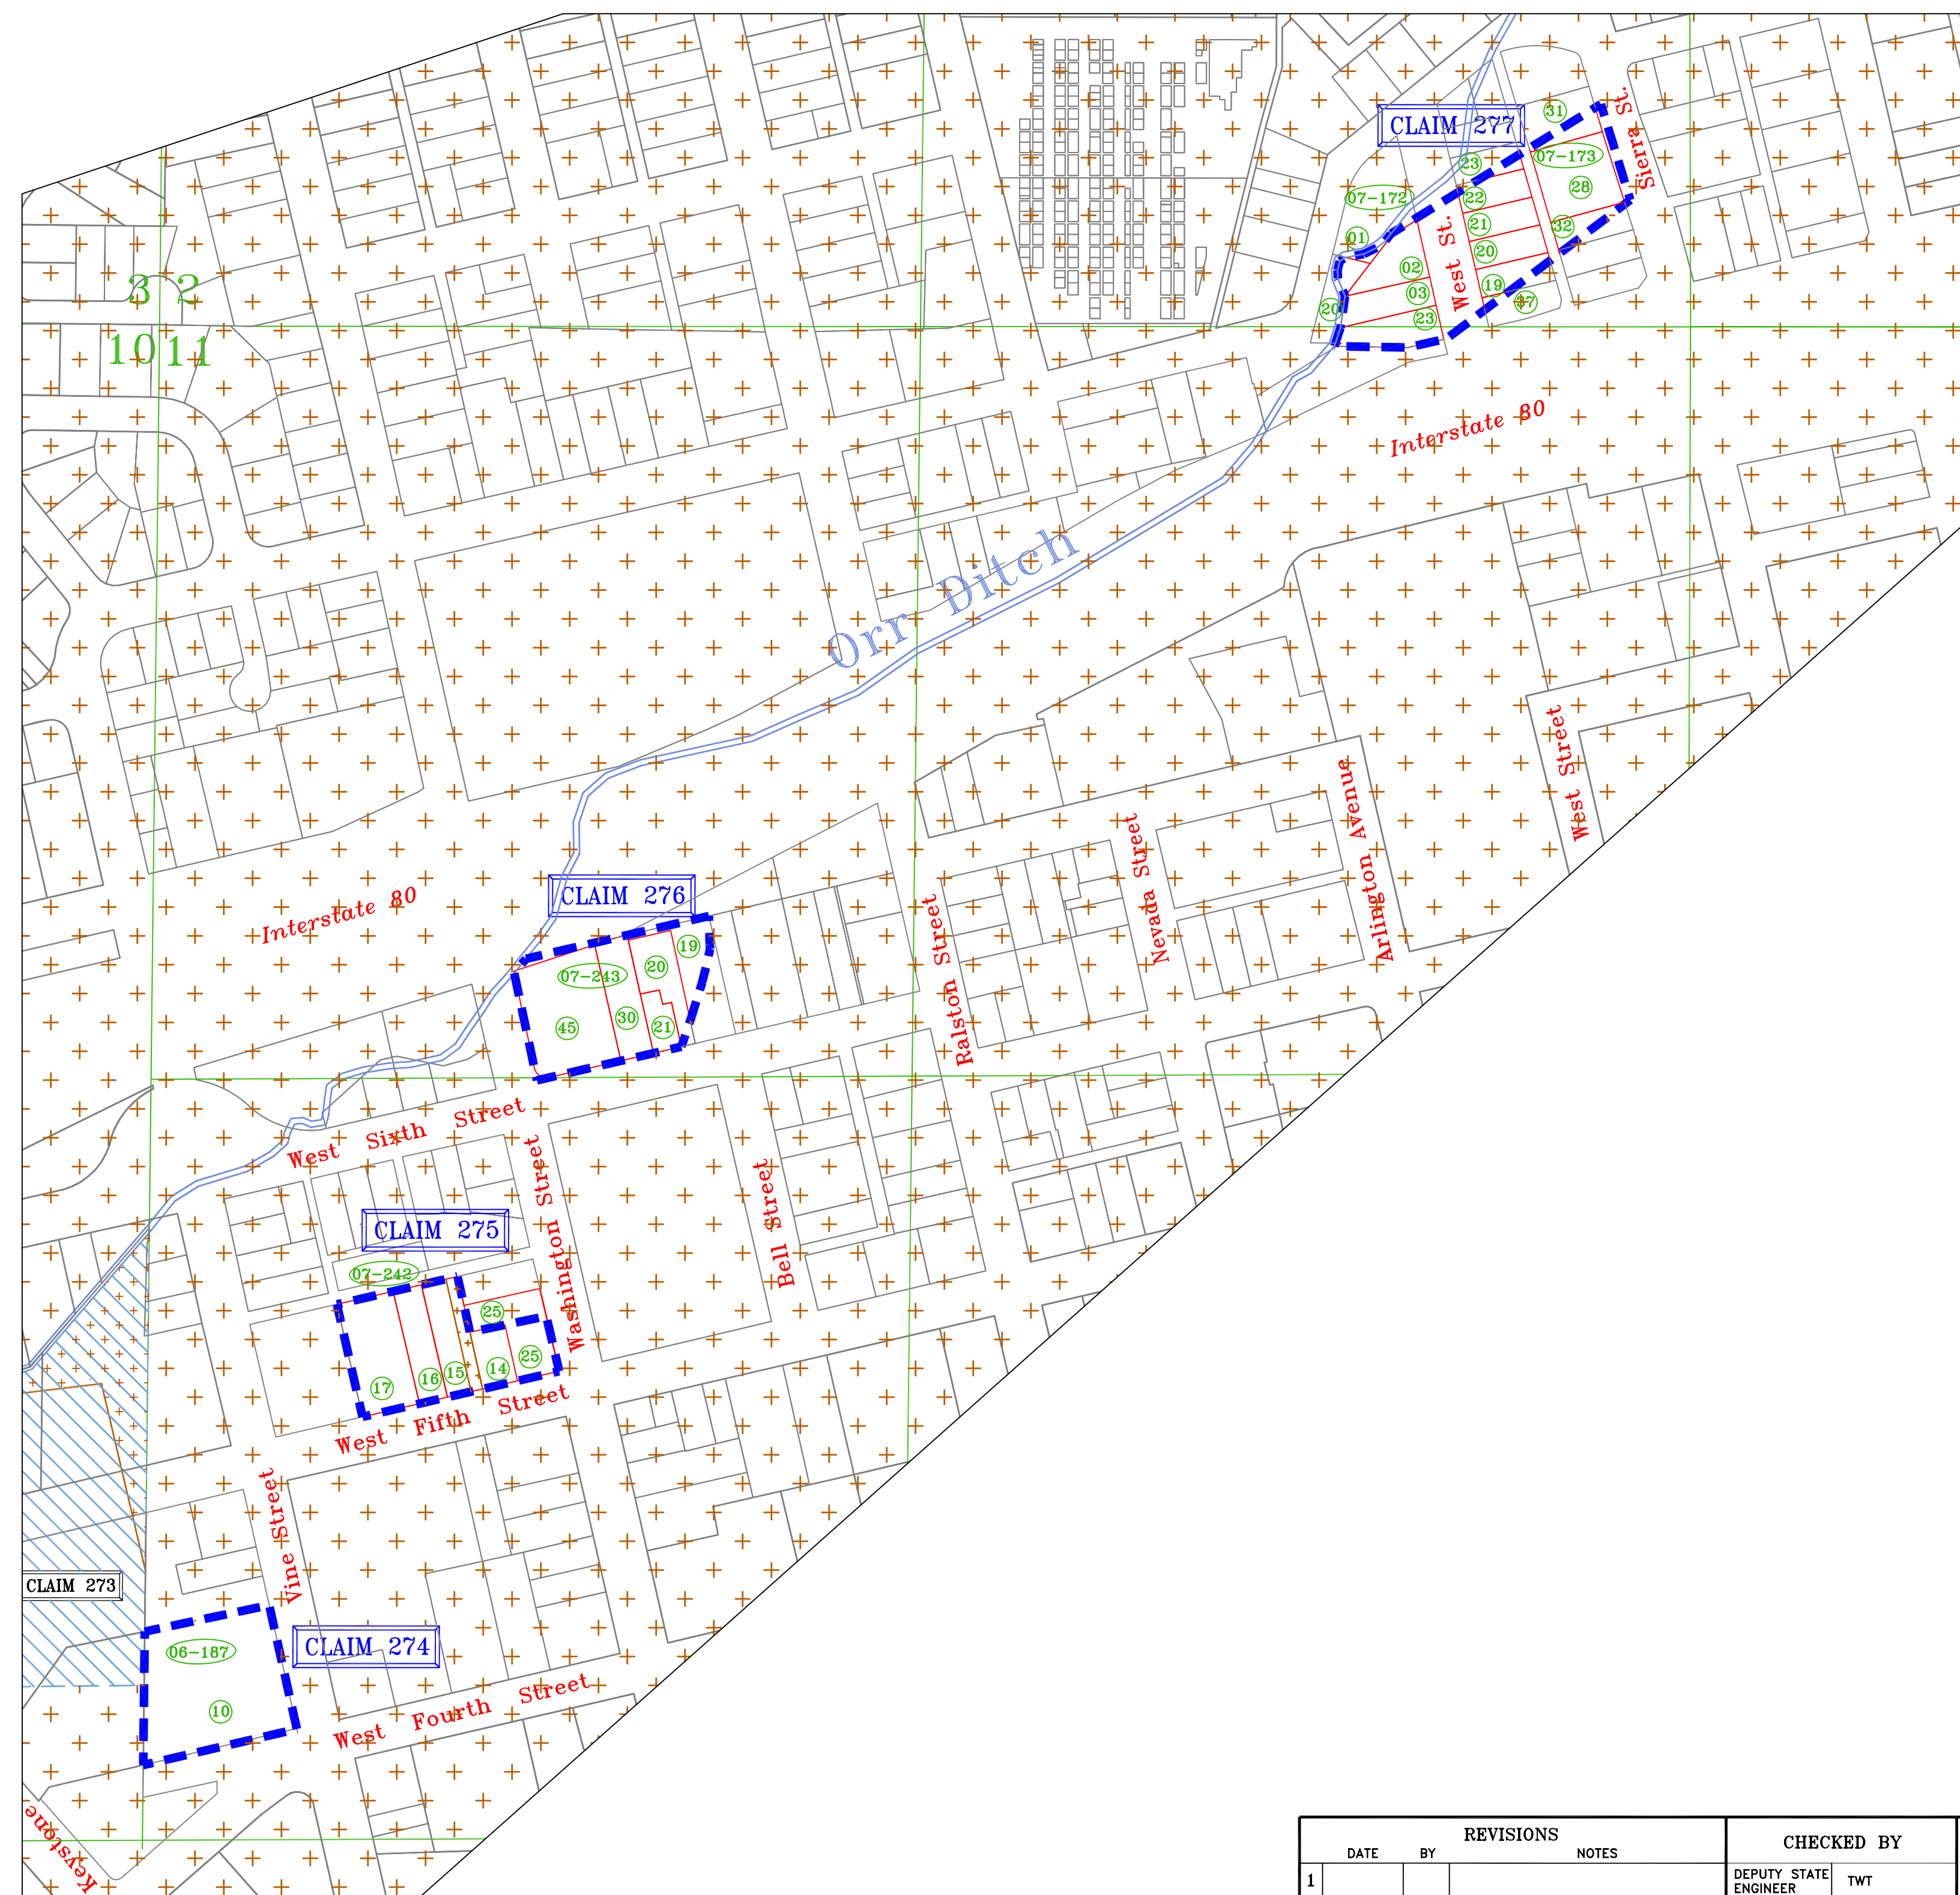 CLAIM 277
31
Sierra St.
07-173
23
28
07-172
22
01
21
32
West St.
20
02
19
03
37
20
23
3 2
10 11
Interstate 80
Orr Ditch
West Street
Arlington Avenue
Nevada Street
Ralston Street
CLAIM 276
Interstate 80
19
20
07-243
30
21
45
West Sixth Street
Washington Street
Bell Street
CLAIM 275
07-242
25
25
14
15
16
17
West Fifth Street
Vine Street
CLAIM 273
CLAIM 274
06-187
10
West Fourth Street
Keystone
REVISIONS
CHECKED BY
DATE BY NOTES
1
DEPUTY STATE
ENGINEER
TWT